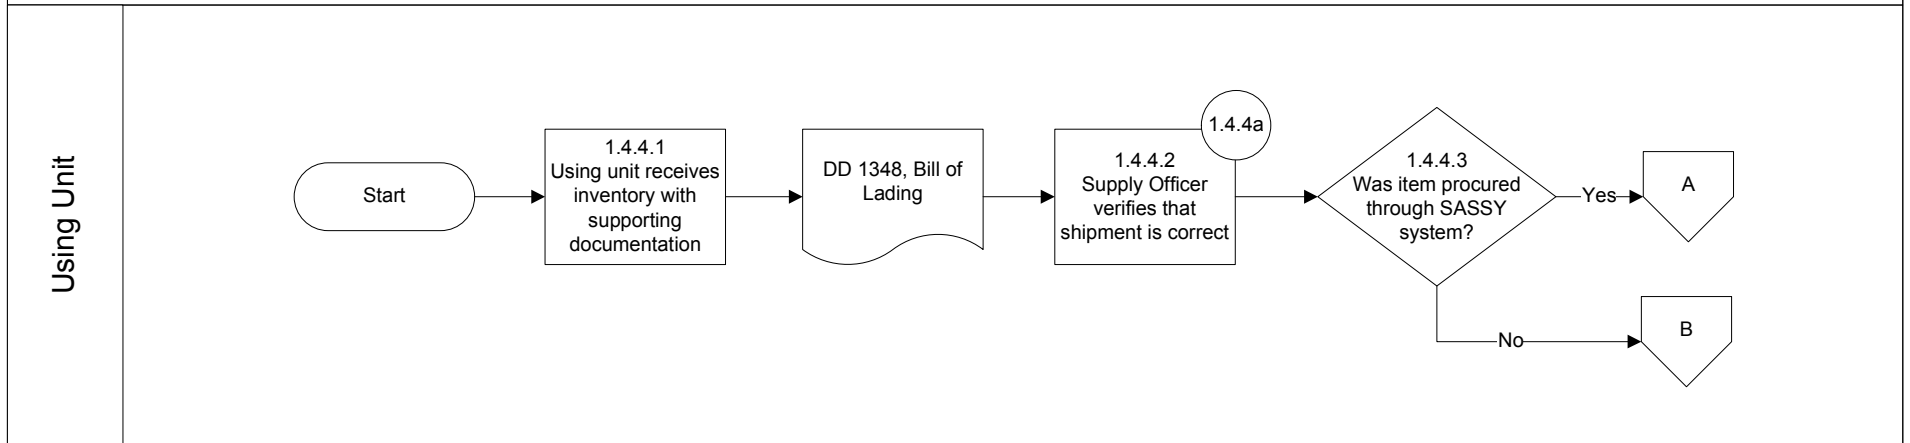 Using Unit
Start
1.4.4.1
Using unit receives
inventory with
supporting
documentation
DD 1348, Bill of
Lading
1.4.4a
1.4.4.2
Supply Officer
verifies that
shipment is correct
1.4.4.3
Was item procured
through SASSY
system?
Yes
A
No
B